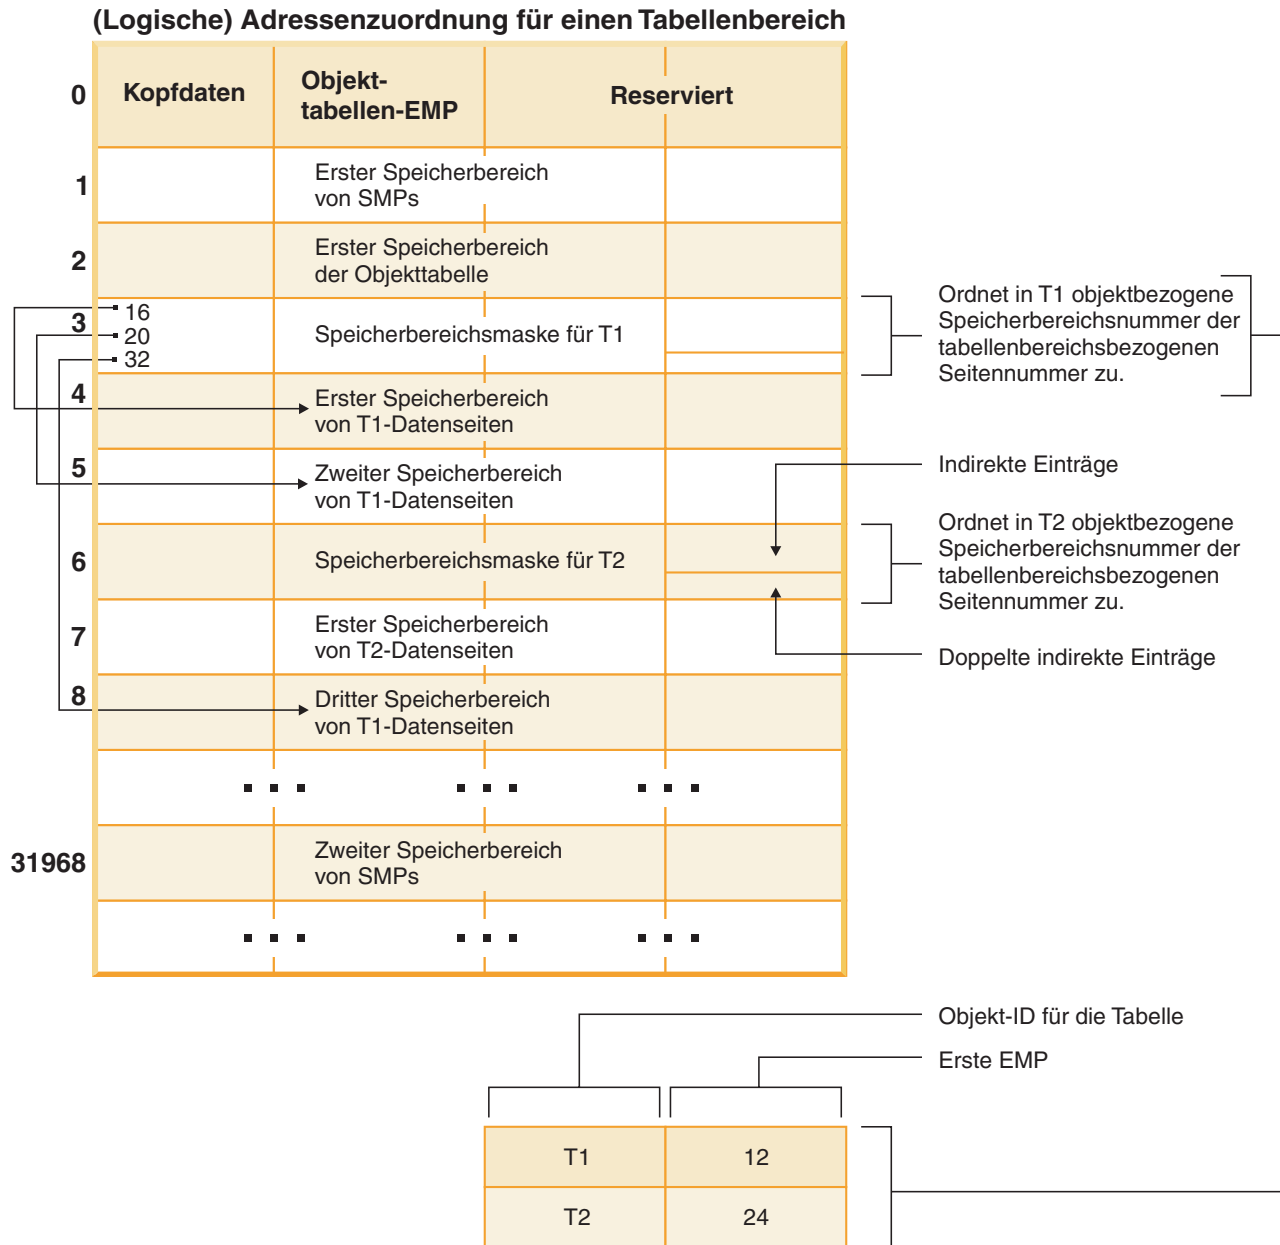 (Logische) Adressenzuordnung für einen Tabellenbereich
0
Kopfdaten
Objekt-
tabellen-EMP
Reserviert
1
Erster Speicherbereich
von SMPs
2
Erster Speicherbereich
der Objekttabelle
3
16
20
32
Speicherbereichsmaske für T1
Ordnet in T1 objektbezogene
Speicherbereichsnummer der
tabellenbereichsbezogenen
Seitennummer zu.
4
Erster Speicherbereich
von T1-Datenseiten
5
Zweiter Speicherbereich
von T1-Datenseiten
Indirekte Einträge
6
Speicherbereichsmaske für T2
Ordnet in T2 objektbezogene
Speicherbereichsnummer der
tabellenbereichsbezogenen
Seitennummer zu.
7
Erster Speicherbereich
von T2-Datenseiten
Doppelte indirekte Einträge
8
Dritter Speicherbereich
von T1-Datenseiten
31968
Zweiter Speicherbereich
von SMPs
Objekt-ID für die Tabelle
Erste EMP
T1 12
T2 24